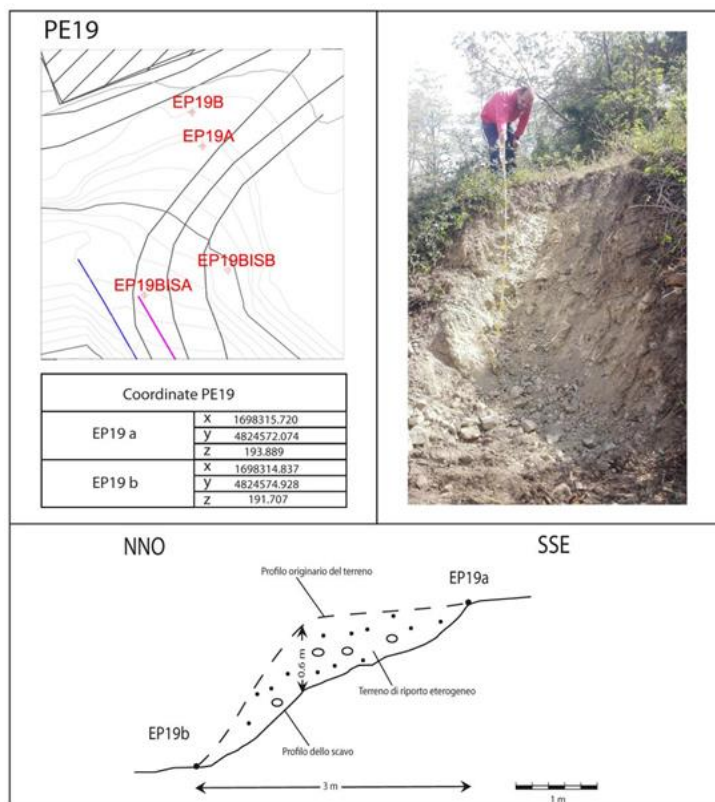 PE19
EP19B
EP19A
EP19BISB
EP19BISA
Coordinate PE19
EP19 a
x 1698315.720
y 4824572.074
z 193.889
EP19 b
x 1698314.837
y 4824574.928
z 191.707
NNO
SSE
Profilo originario del terreno
EP19a
0.6 m
Terreno di riporto eterogeneo
EP19b
Profilo dello scavo
3 m
1 m